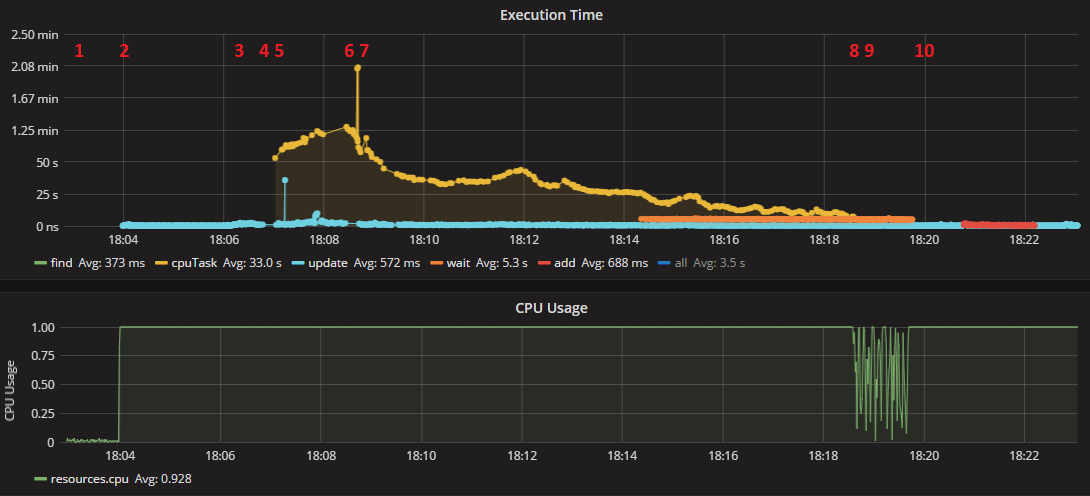 Execution Time
2.50 min
1 2 3 4 5 6 7 8 9 10
2.08 min
1.67 min
1.25 min
50 s
25 s
0 ns
18:04 18:06 18:08 18:10 18:12 18:14 18:16 18:18 18:20 18:22
find Avg: 373 ms cpuTask Avg: 33.0 s update Avg: 572 ms wait Avg: 5.3 s add Avg: 688 ms all Avg: 3.5 s
CPU Usage
CPU Usage
1.00
0.75
0.50
0.25
0
18:04 18:06 18:08 18:10 18:12 18:14 18:16 18:18 18:20 18:22
resources.cpu Avg: 0.928